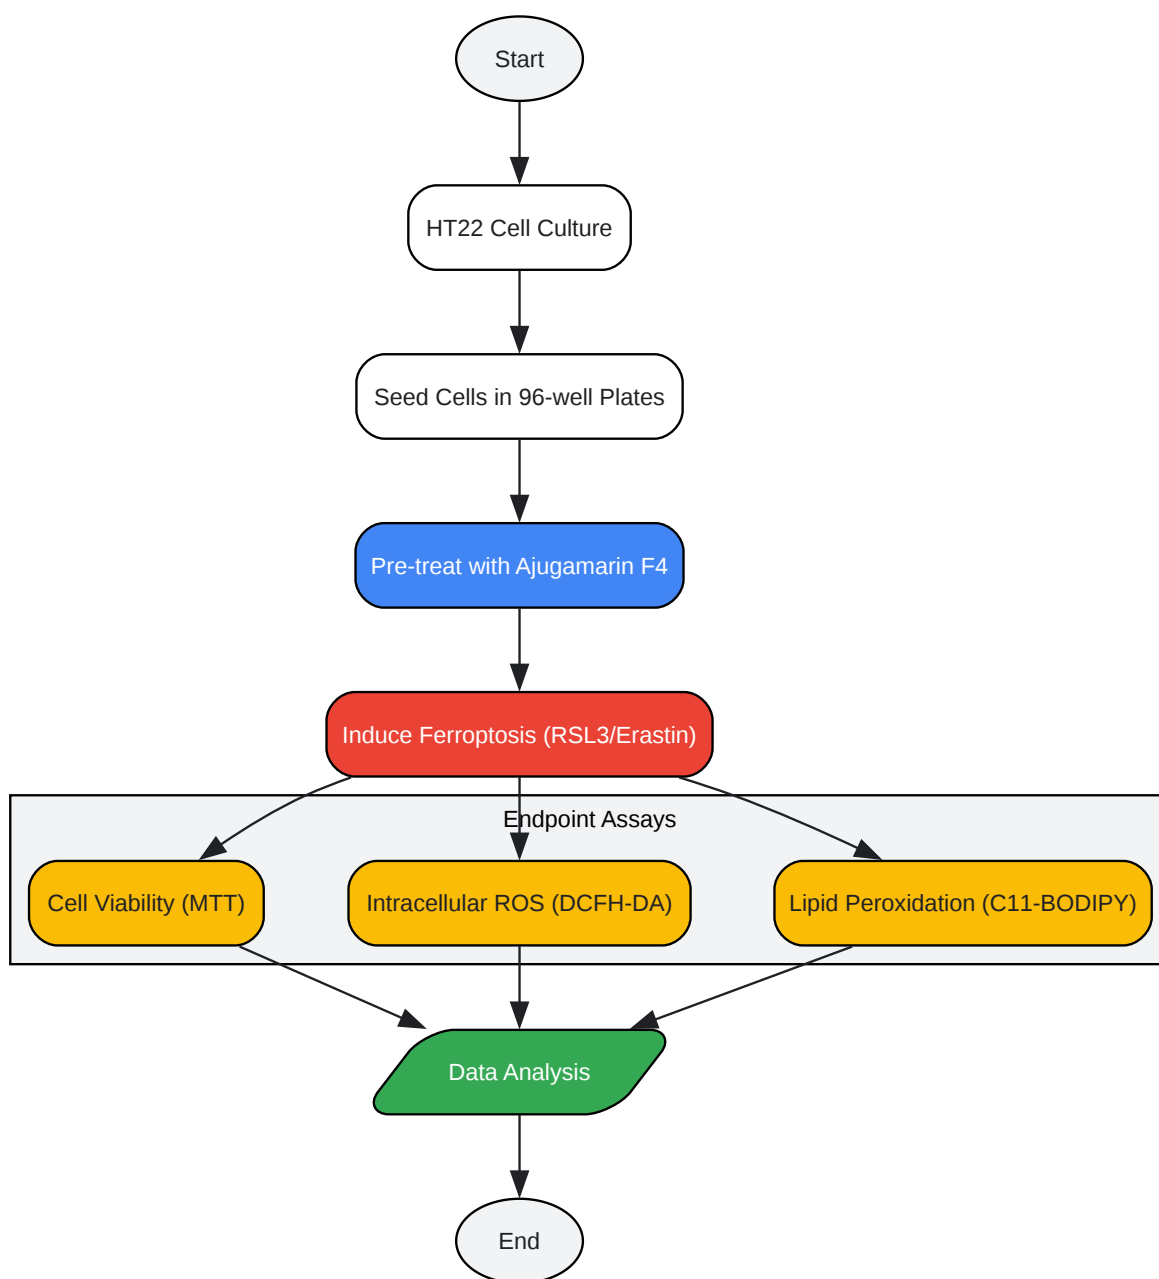 Start
HT22 Cell Culture
Seed Cells in 96-well Plates
Pre-treat with Ajugamarin F4
Induce Ferroptosis (RSL3/Erastin)
Endpoint Assays
Cell Viability (MTT)
Intracellular ROS (DCFH-DA)
Lipid Peroxidation (C11-BODIPY)
Data Analysis
End